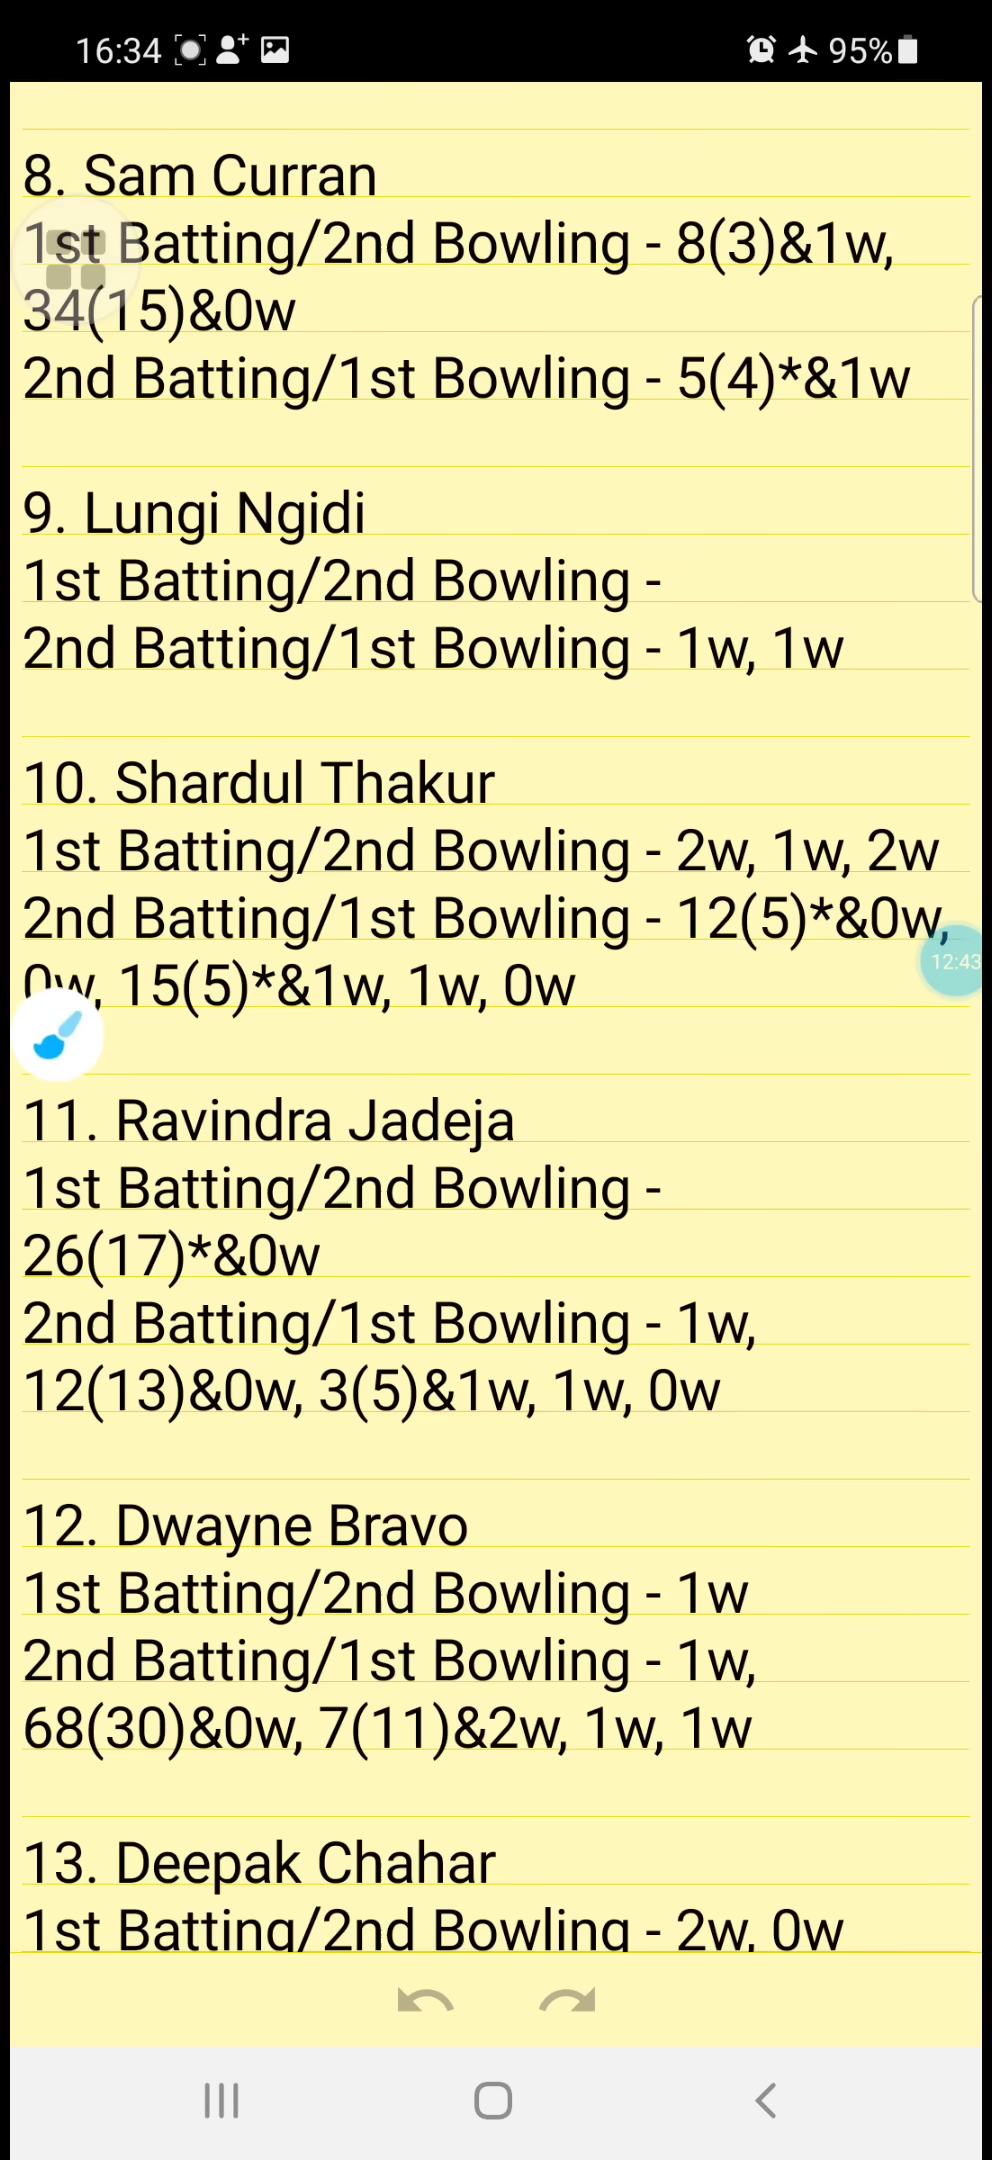 16:34 95%
8. Sam Curran
1st Batting/2nd Bowling - 8(3)&1w,
34(15)&0w
2nd Batting/1st Bowling - 5(4)*&1w
9. Lungi Ngidi
1st Batting/2nd Bowling -
2nd Batting/1st Bowling - 1w, 1w
10. Shardul Thakur
1st Batting/2nd Bowling - 2w, 1w, 2w
2nd Batting/1st Bowling - 12(5)*&0w,
12:43
0w, 15(5)*&1w, 1w, 0w
11. Ravindra Jadeja
1st Batting/2nd Bowling -
26(17)*&0w
2nd Batting/1st Bowling - 1w,
12(13)&0w, 3(5)&1w, 1w, 0w
12. Dwayne Bravo
1st Batting/2nd Bowling - 1w
2nd Batting/1st Bowling - 1w,
68(30)&0w, 7(11)&2w, 1w, 1w
13. Deepak Chahar
1st Batting/2nd Bowling - 2w, 0w